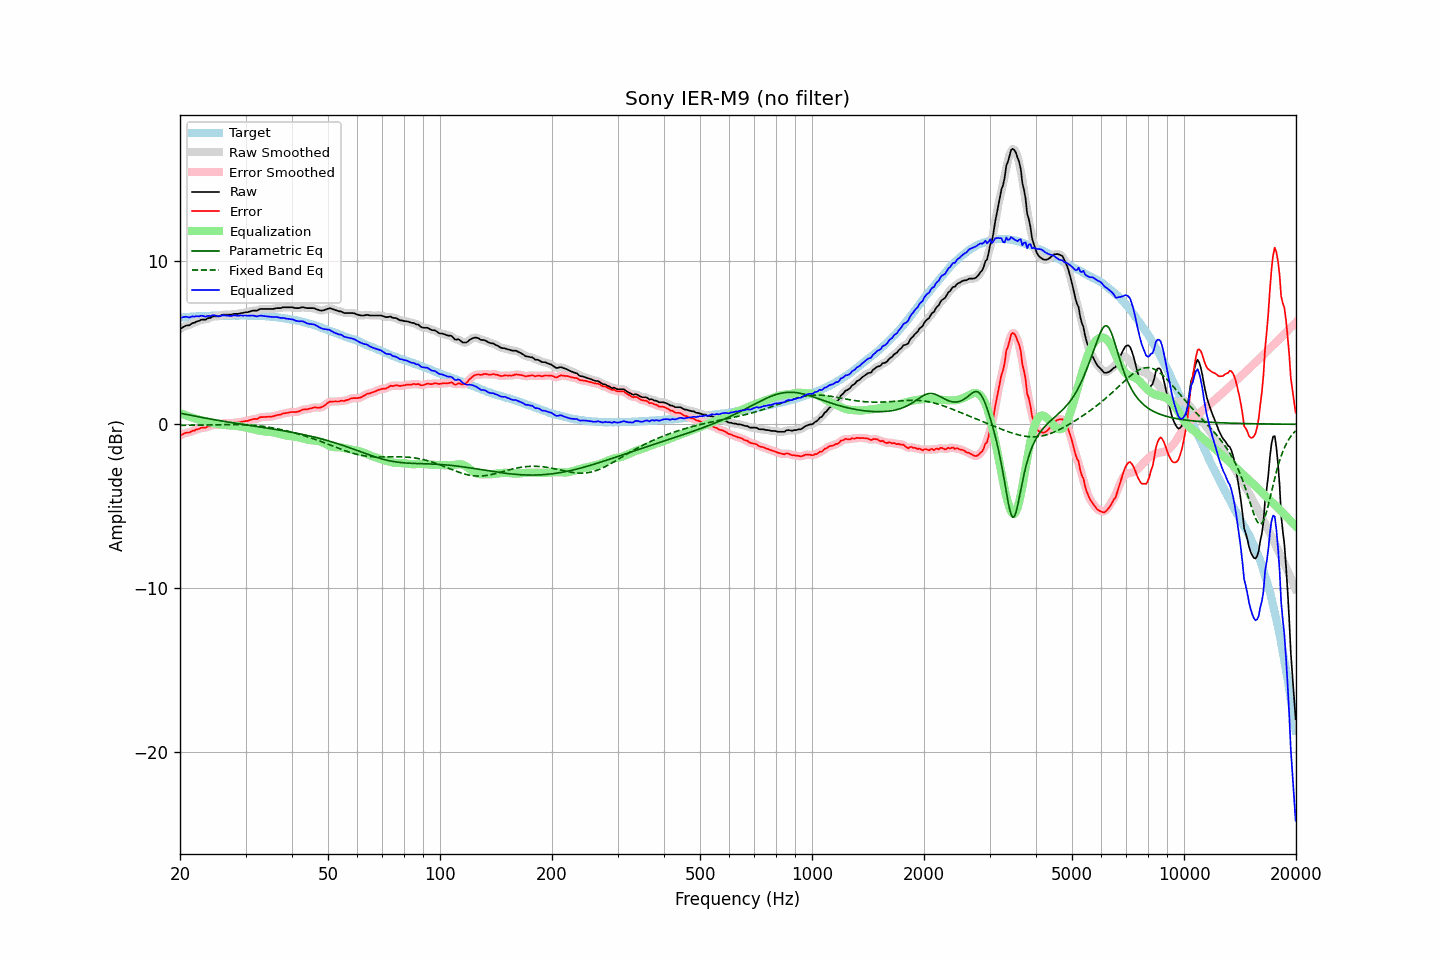 Sony IER-M9 (no filter)
Target
Raw Smoothed
Error Smoothed
Raw
Error
Equalization
Parametric Eq
Fixed Band Eq
Equalized
Amplitude (dBr)
10
0
−10
−20
20 50 100 200 500 1000 2000 5000 10000 20000
Frequency (Hz)